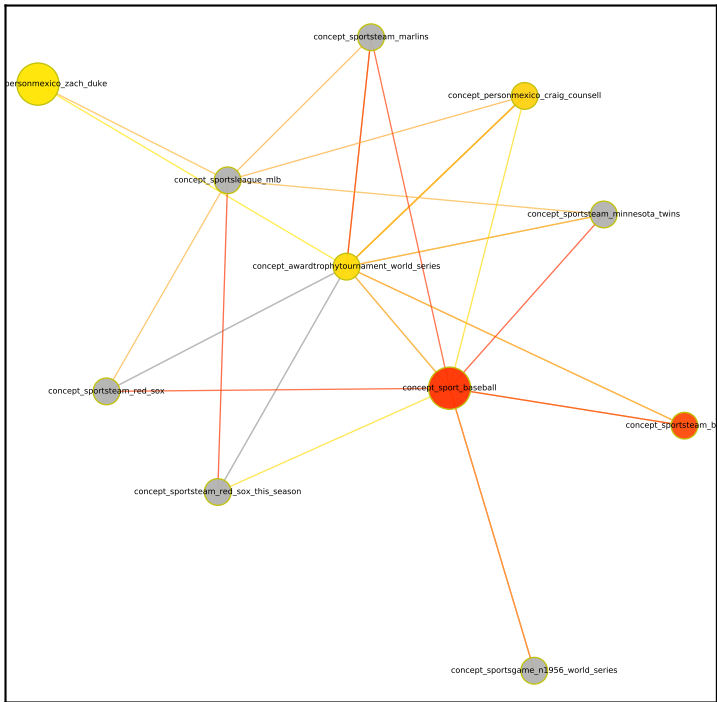 concept_sportsteam_marlins
personmexico_zach_duke
concept_personmexico_craig_counsell
concept_sportsleague_mlb
concept_sportsteam_minnesota_twins
concept_awardtrophytournament_world_series
concept_sport_baseball
concept_sportsteam_red_sox
concept_sportsteam_b
concept_sportsteam_red_sox_this_season
concept_sportsgame_n1956_world_series